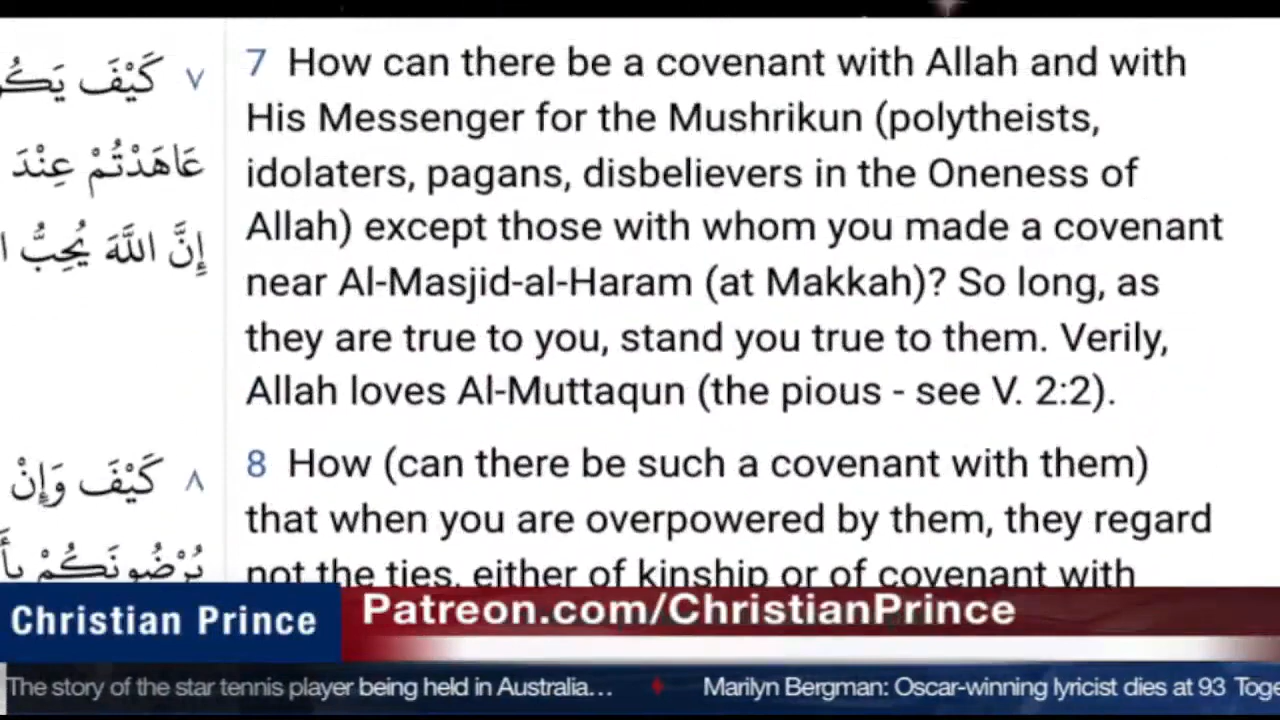 7 How can there be a covenant with Allah and with
His Messenger for the Mushrikun (polytheists,
idolaters, pagans, disbelievers in the Oneness of
Allah) except those with whom you made a covenant
near Al-Masjid-al-Haram (at Makkah)? So long, as
they are true to you, stand you true to them. Verily,
Allah loves Al-Muttaqun (the pious - see V. 2:2).
٧ كَيْفَ
عَاهَدْتُمْ عِنْدَ
إِنَّ اللَّهَ يُحِبُّ
8 How (can there be such a covenant with them)
that when you are overpowered by them, they regard
not the ties, either of kinship or of covenant with
٨ كَيْفَ وَإِنْ
يُرْضُونَكُمْ
Christian Prince
Patreon.com/ChristianPrince
The story of the star tennis player being held in Australia… ♦ Marilyn Bergman: Oscar-winning lyricist dies at 93